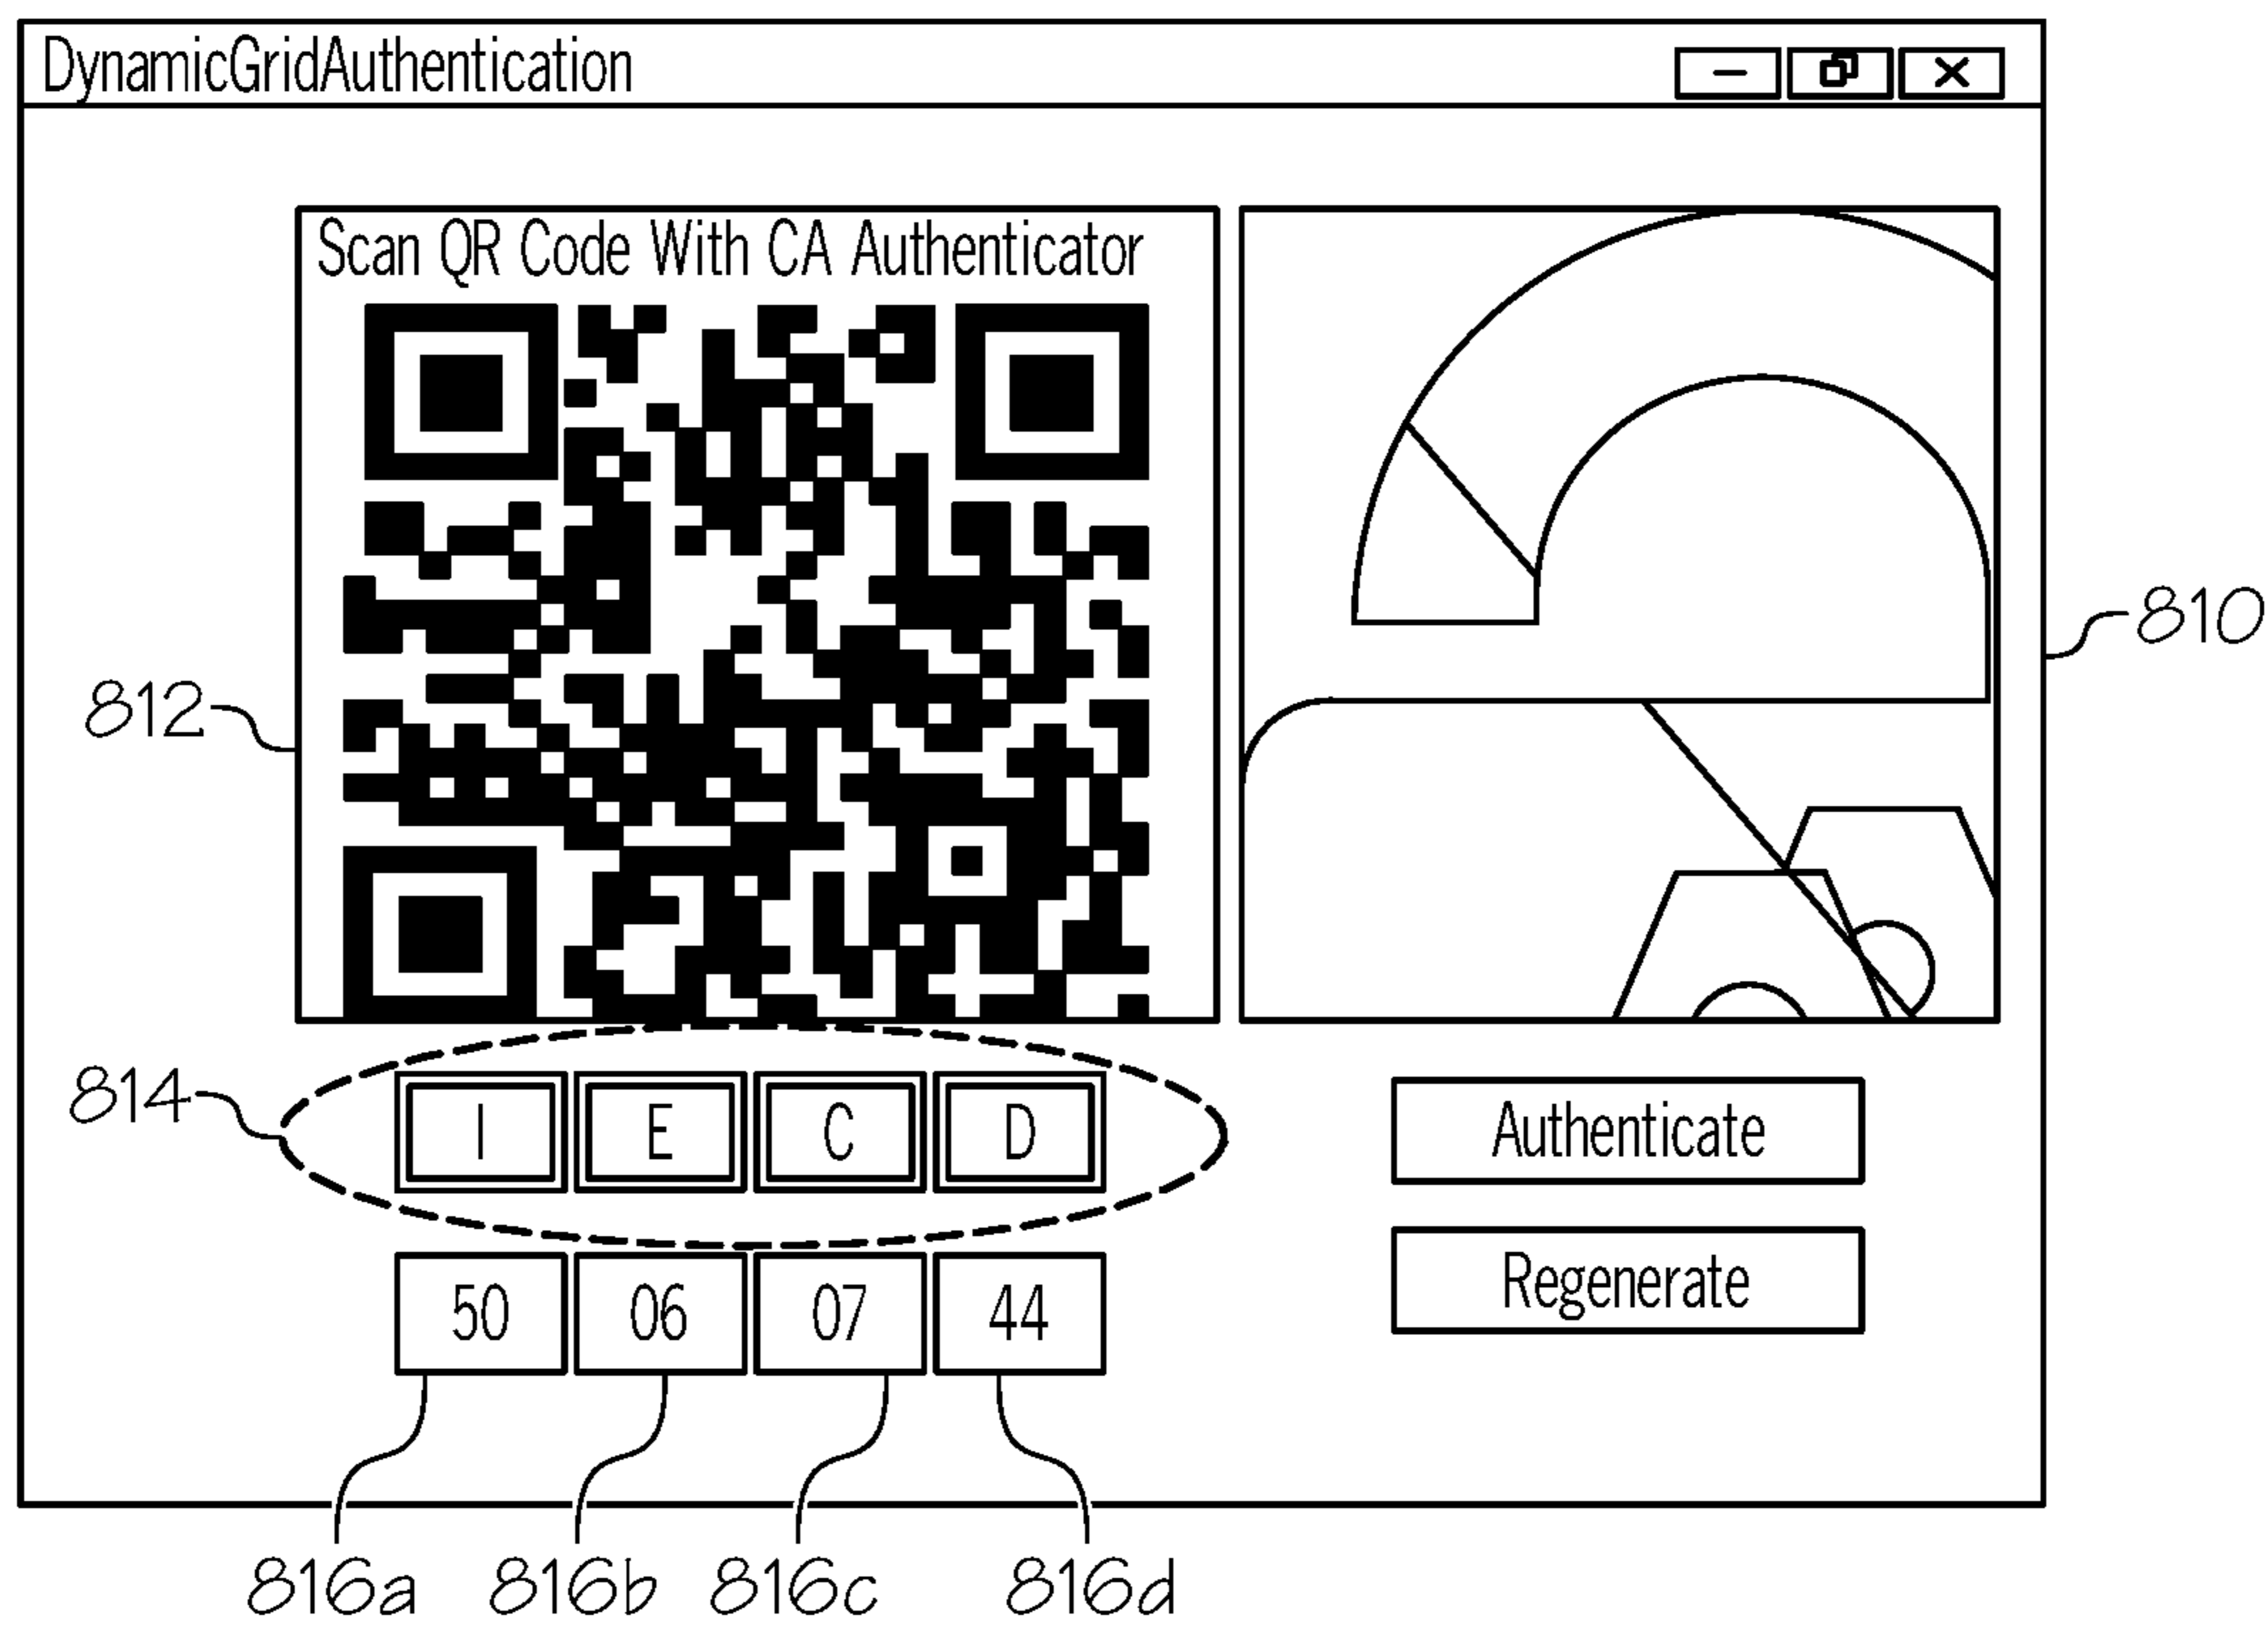 DynamicGridAuthentication
Scan QR Code With CA Authenticator
810
812
814
I E C D
Authenticate
50 06 07 44
Regenerate
816a 816b 816c 816d